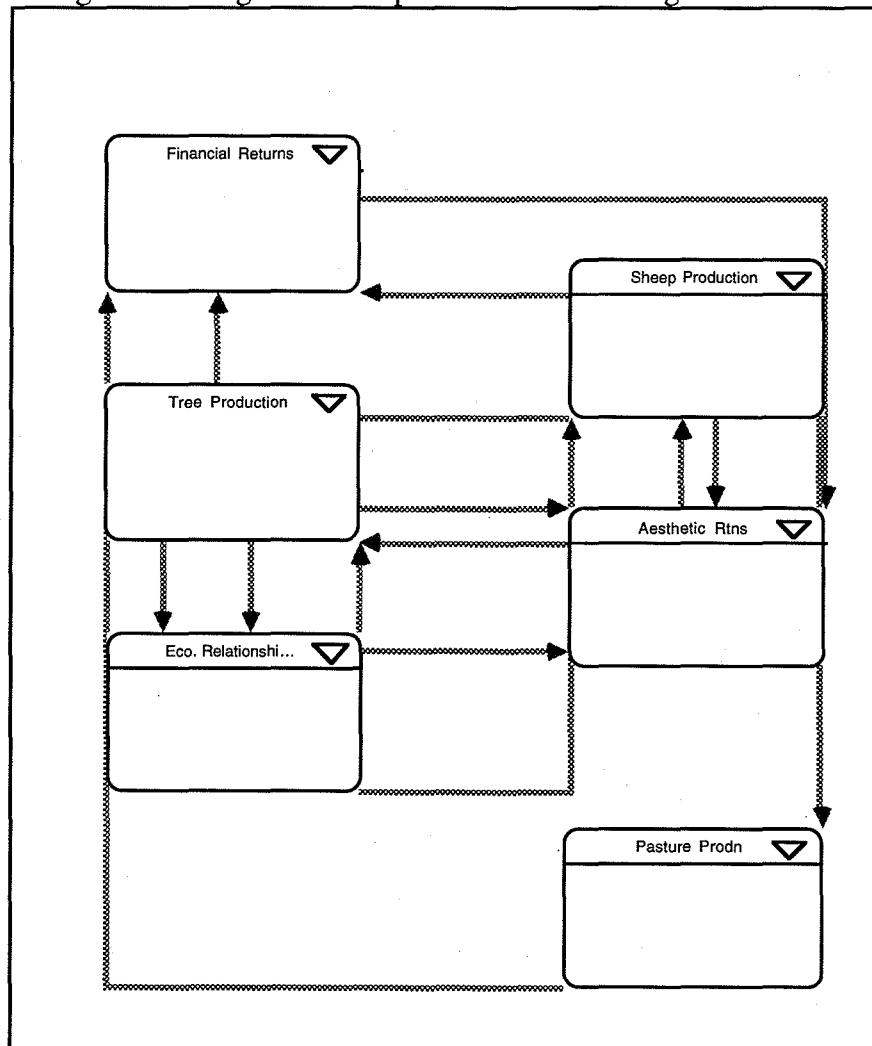 Financial Returns
Sheep Production
Tree Production
Aesthetic Rtns
Eco. Relationshi...
Pasture Prodn